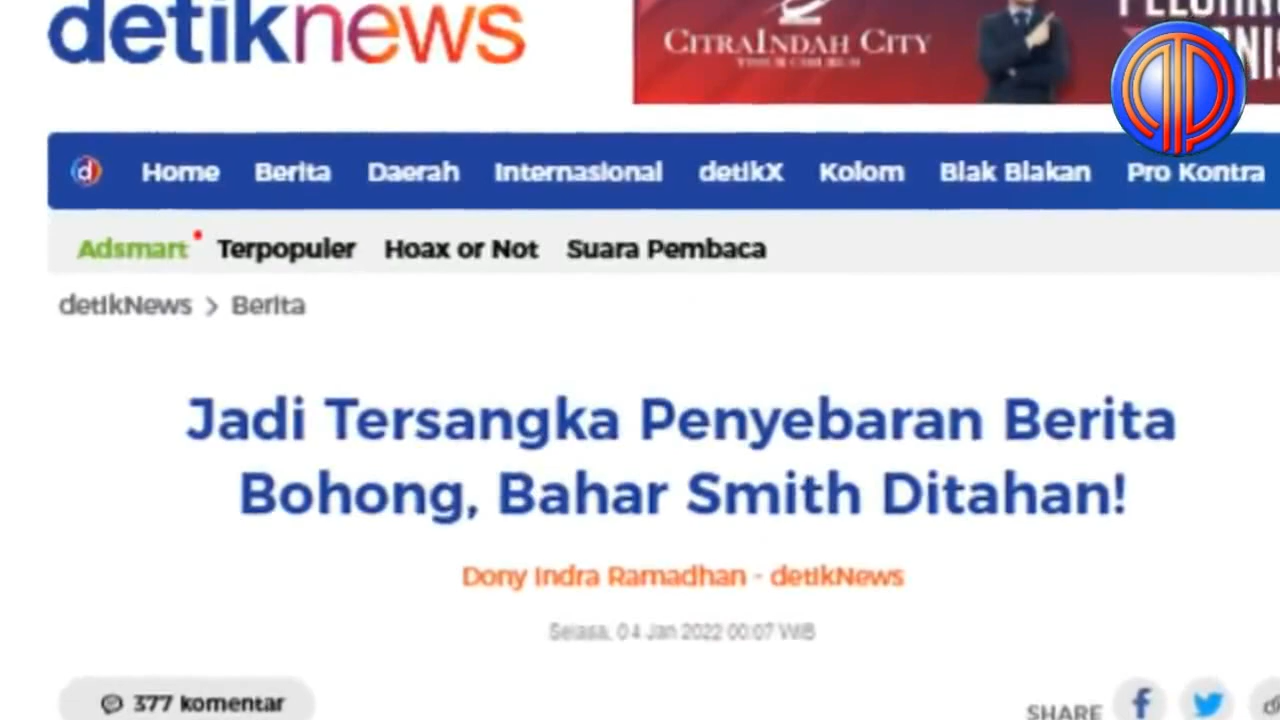 detiknews
CITRAINDAH CITY
Home Berita Daerah Internasional detikX Kolom Blak Blakan Pro Kontra
Adsmart Terpopuler Hoax or Not Suara Pembaca
detikNews > Berita
Jadi Tersangka Penyebaran Berita
Bohong, Bahar Smith Ditahan!
Dony Indra Ramadhan - detikNews
Selasa, 04 Jan 2022 00:07 WIB
377 komentar
SHARE